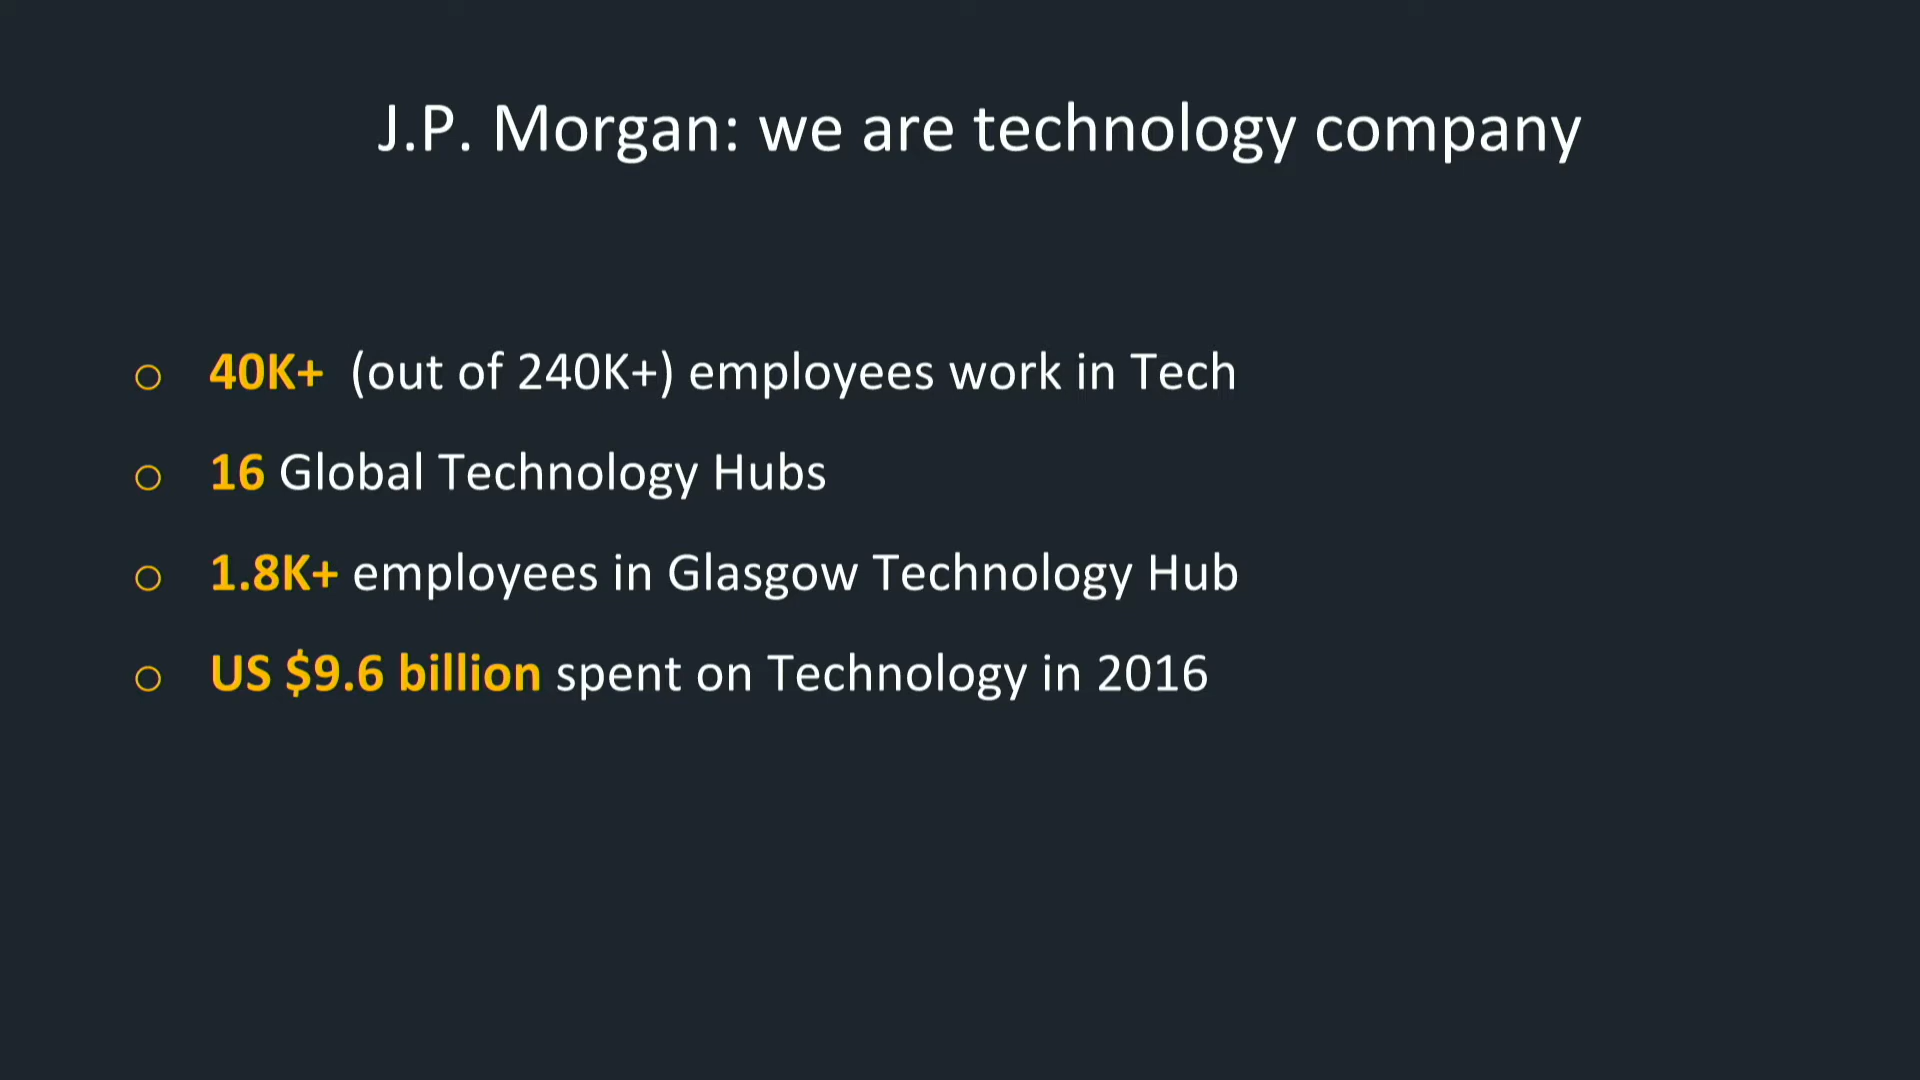 J.P. Morgan: we are technology company
40K+ (out of 240K+) employees work in Tech
16 Global Technology Hubs
1.8K+ employees in Glasgow Technology Hub
US $9.6 billion spent on Technology in 2016